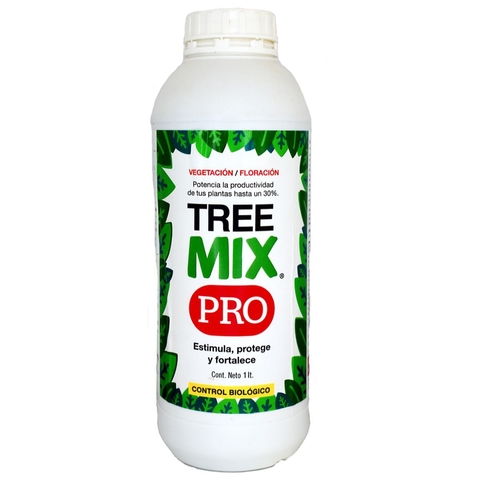 VEGETACIÓN / FLORACIÓN
Potencia la productividad
de tus plantas hasta un 30%.
TREE
MIX®
PRO
Estimula, protege
y fortalece
Cont. Neto 1 lt.
CONTROL BIOLÓGICO